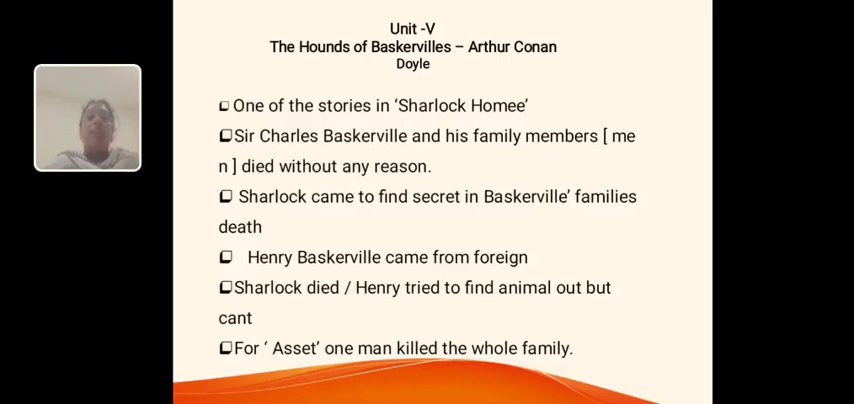 Unit -V
The Hounds of Baskervilles – Arthur Conan
Doyle
❑One of the stories in ‘Sharlock Homee’
❑Sir Charles Baskerville and his family members [ me
n ] died without any reason.
❑ Sharlock came to find secret in Baskerville’ families
death
❑ Henry Baskerville came from foreign
❑Sharlock died / Henry tried to find animal out but
cant
❑For ‘ Asset’ one man killed the whole family.